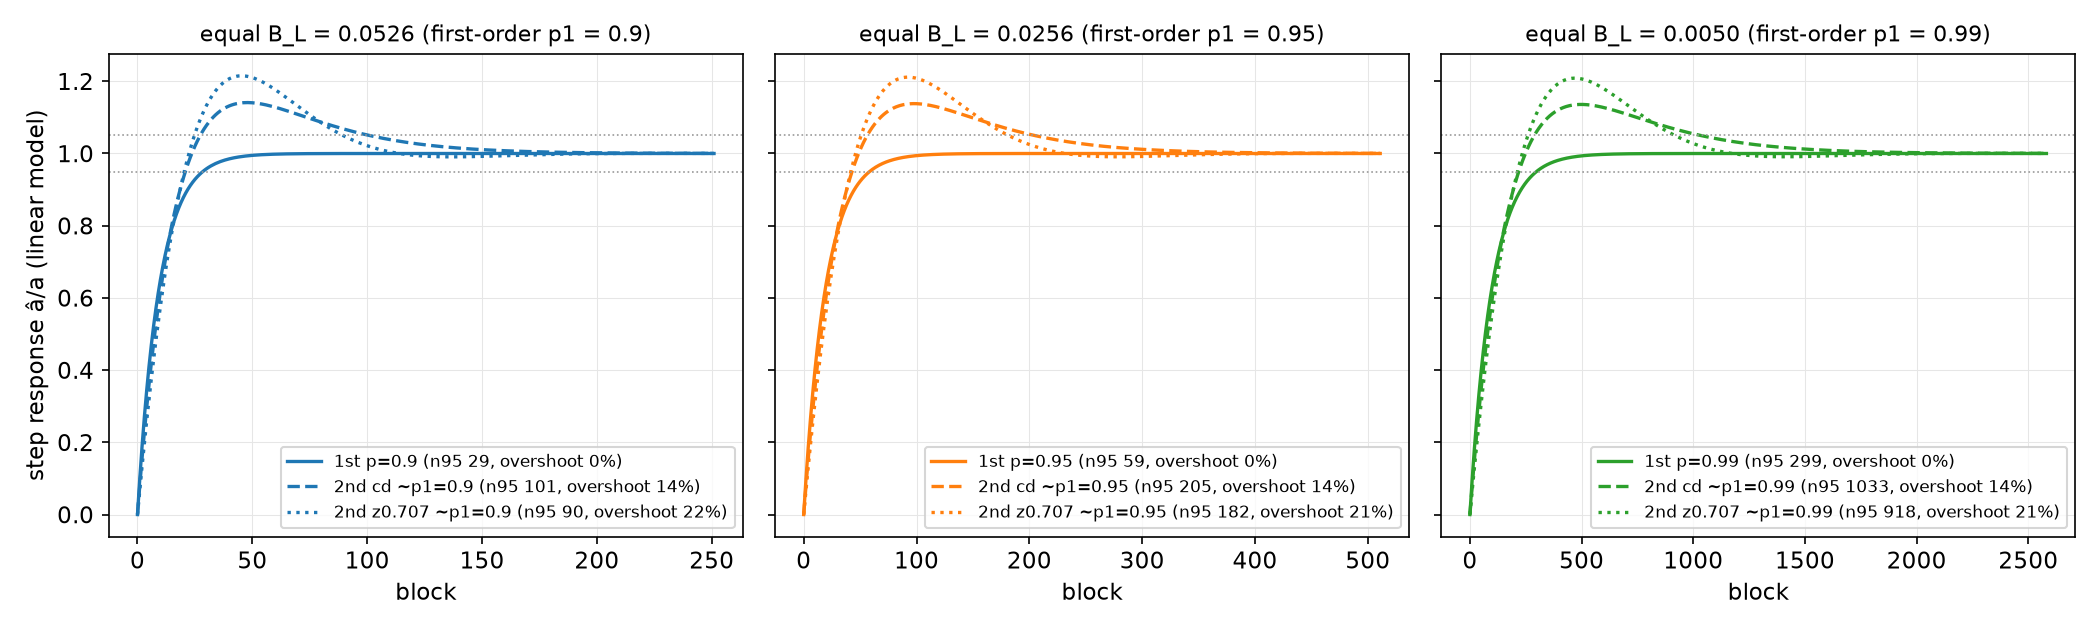 equal B_L = 0.0526 (first-order p1 = 0.9)
equal B_L = 0.0256 (first-order p1 = 0.95)
equal B_L = 0.0050 (first-order p1 = 0.99)
step response â/a (linear model)
1.2
1.0
0.8
0.6
0.4
0.2
0.0
1st p=0.9 (n95 29, overshoot 0%)
2nd cd ~p1=0.9 (n95 101, overshoot 14%)
2nd z0.707 ~p1=0.9 (n95 90, overshoot 22%)
0 50 100 150 200 250
block
1st p=0.95 (n95 59, overshoot 0%)
2nd cd ~p1=0.95 (n95 205, overshoot 14%)
2nd z0.707 ~p1=0.95 (n95 182, overshoot 21%)
0 100 200 300 400 500
block
1st p=0.99 (n95 299, overshoot 0%)
2nd cd ~p1=0.99 (n95 1033, overshoot 14%)
2nd z0.707 ~p1=0.99 (n95 918, overshoot 21%)
0 500 1000 1500 2000 2500
block